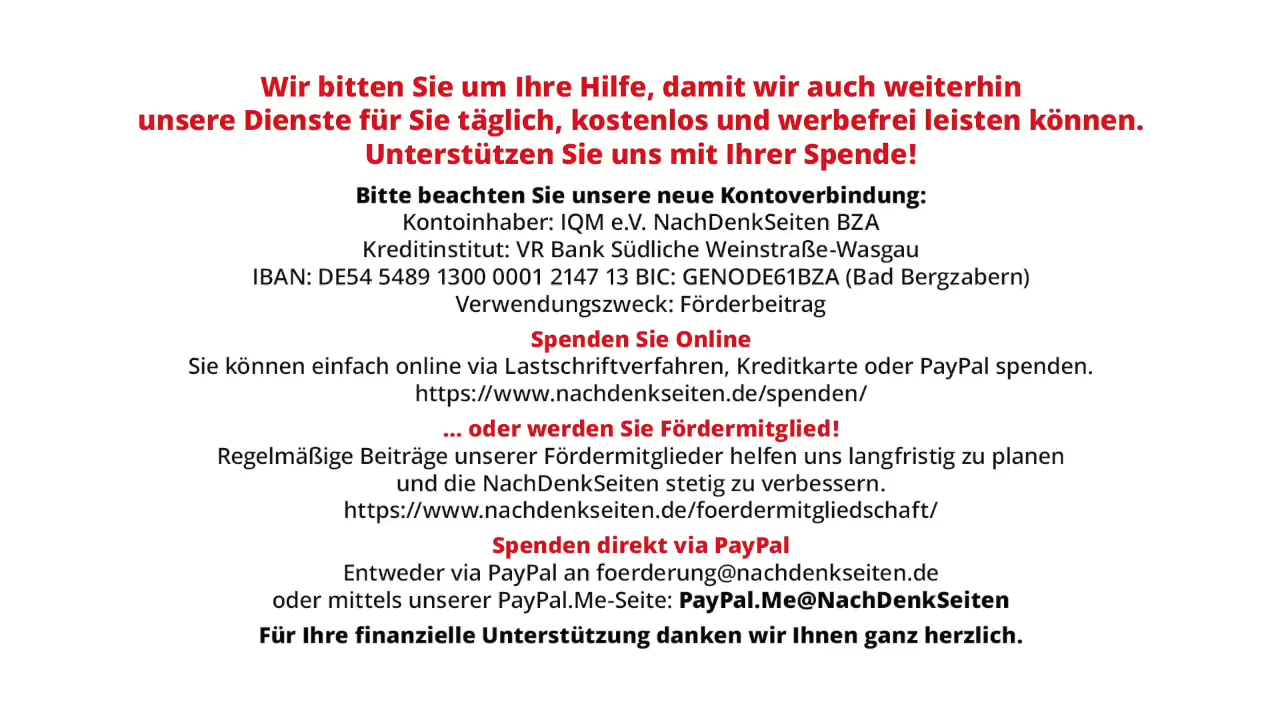 Wir bitten Sie um Ihre Hilfe, damit wir auch weiterhin
unsere Dienste für Sie täglich, kostenlos und werbefrei leisten können.
Unterstützen Sie uns mit Ihrer Spende!
Bitte beachten Sie unsere neue Kontoverbindung:
Kontoinhaber: IQM e.V. NachDenkSeiten BZA
Kreditinstitut: VR Bank Südliche Weinstraße-Wasgau
IBAN: DE54 5489 1300 0001 2147 13 BIC: GENODE61BZA (Bad Bergzabern)
Verwendungszweck: Förderbeitrag
Spenden Sie Online
Sie können einfach online via Lastschriftverfahren, Kreditkarte oder PayPal spenden.
https://www.nachdenkseiten.de/spenden/
... oder werden Sie Fördermitglied!
Regelmäßige Beiträge unserer Fördermitglieder helfen uns langfristig zu planen
und die NachDenkSeiten stetig zu verbessern.
https://www.nachdenkseiten.de/foerdermitgliedschaft/
Spenden direkt via PayPal
Entweder via PayPal an foerderung@nachdenkseiten.de
oder mittels unserer PayPal.Me-Seite: PayPal.Me@NachDenkSeiten
Für Ihre finanzielle Unterstützung danken wir Ihnen ganz herzlich.